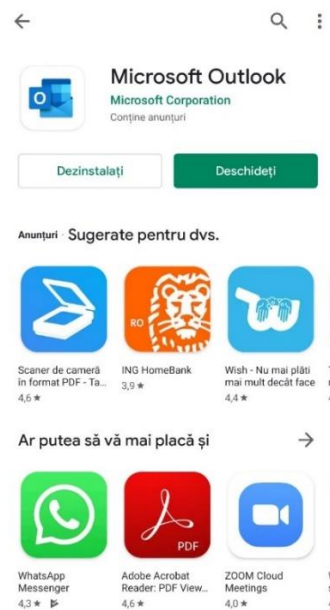 Microsoft Outlook
Microsoft Corporation
Conține anunțuri
Dezinstalați
Deschideți
Anunțuri · Sugerate pentru dvs.
RO
Scaner de cameră în format PDF - Ta...
4,6 ★
ING HomeBank
3,9 ★
Wish - Nu mai plăti mai mult decât face
4,4 ★
Ar putea să vă mai placă și
PDF
WhatsApp Messenger
4,3 ★
Adobe Acrobat Reader: PDF View...
4,6 ★
ZOOM Cloud Meetings
4,0 ★